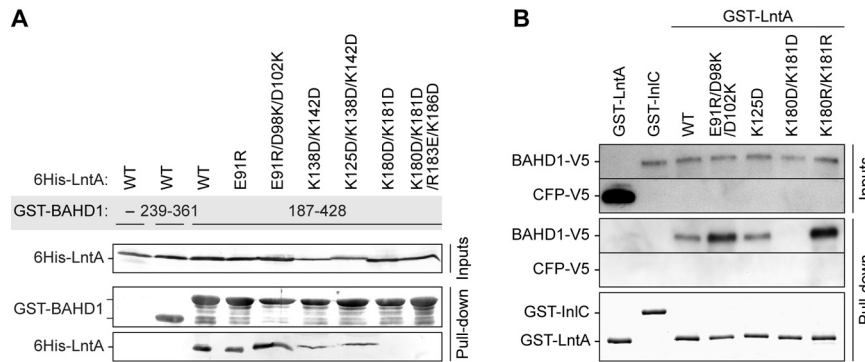 A
6His-LntA: WT WT WT E91R E91R/D98K/D102K K138D/K142D K125D/K138D/K142D K180D/K181D K180D/K181D /R183E/K186D
GST-BAHD1: – 239-361 187-428
6His-LntA Inputs
GST-BAHD1
6His-LntA Pull-down
B
GST-LntA
GST-LntA GST-InlC WT E91R/D98K /D102K K125D K180D/K181D K180R/K181R
BAHD1-V5
CFP-V5
Inputs
BAHD1-V5
CFP-V5
GST-InlC
GST-LntA
Pull-down